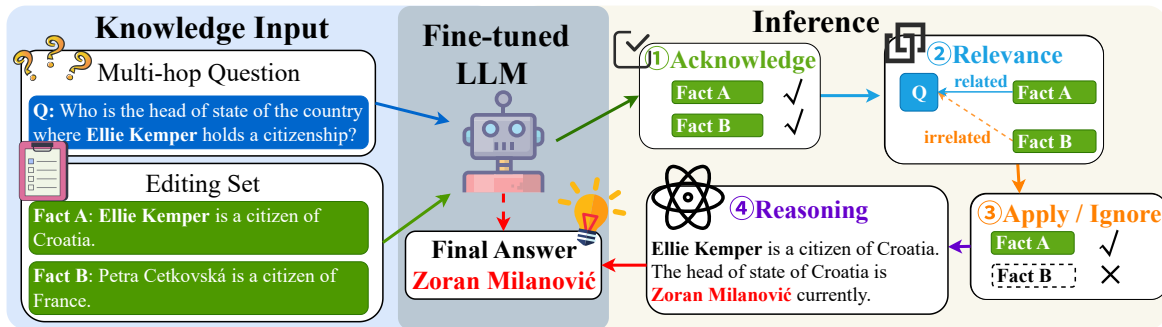 Knowledge Input
Multi-hop Question
Q: Who is the head of state of the country
where Ellie Kemper holds a citizenship?
Editing Set
Fact A: Ellie Kemper is a citizen of
Croatia.
Fact B: Petra Cetkovská is a citizen of
France.
Fine-tuned
LLM
Final Answer
Zoran Milanović
Inference
①Acknowledge
Fact A
Fact B
②Relevance
Q
related
Fact A
irrelated
Fact B
③Apply / Ignore
Fact A
Fact B
④Reasoning
Ellie Kemper is a citizen of Croatia.
The head of state of Croatia is
Zoran Milanović currently.